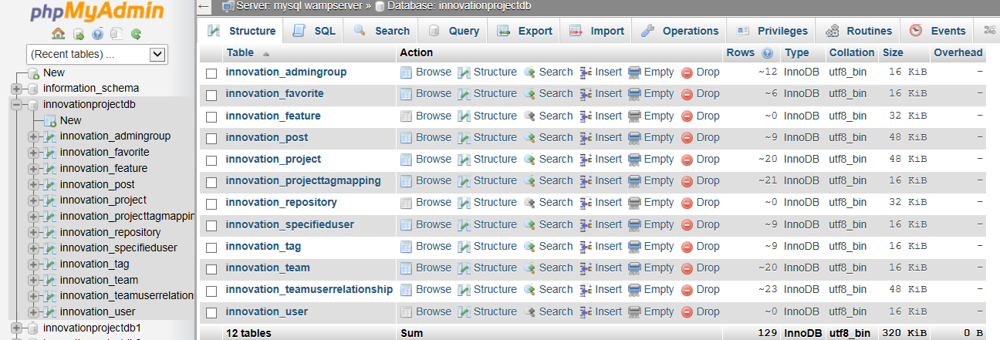 phpMyAdmin
(Recent tables) ...
New
information_schema
innovationprojectdb
New
innovation_admingroup
innovation_favorite
innovation_feature
innovation_post
innovation_project
innovation_projecttagmappin
innovation_repository
innovation_specifieduser
innovation_tag
innovation_team
innovation_teamuserrelations
innovation_user
innovationprojectdb1
Server: mysql wampserver » Database: innovationprojectdb
Structure SQL Search Query Export Import Operations Privileges Routines Events
Table Action Rows Type Collation Size Overhead
innovation_admingroup Browse Structure Search Insert Empty Drop ~12 InnoDB utf8_bin 16 KiB -
innovation_favorite Browse Structure Search Insert Empty Drop ~6 InnoDB utf8_bin 16 KiB -
innovation_feature Browse Structure Search Insert Empty Drop ~0 InnoDB utf8_bin 32 KiB -
innovation_post Browse Structure Search Insert Empty Drop ~9 InnoDB utf8_bin 48 KiB -
innovation_project Browse Structure Search Insert Empty Drop ~20 InnoDB utf8_bin 48 KiB -
innovation_projecttagmapping Browse Structure Search Insert Empty Drop ~21 InnoDB utf8_bin 16 KiB -
innovation_repository Browse Structure Search Insert Empty Drop ~0 InnoDB utf8_bin 32 KiB -
innovation_specifieduser Browse Structure Search Insert Empty Drop ~9 InnoDB utf8_bin 16 KiB -
innovation_tag Browse Structure Search Insert Empty Drop ~9 InnoDB utf8_bin 16 KiB -
innovation_team Browse Structure Search Insert Empty Drop ~20 InnoDB utf8_bin 16 KiB -
innovation_teamuserrelationship Browse Structure Search Insert Empty Drop ~23 InnoDB utf8_bin 48 KiB -
innovation_user Browse Structure Search Insert Empty Drop ~0 InnoDB utf8_bin 16 KiB -
12 tables Sum 129 InnoDB utf8_bin 320 KiB 0 B